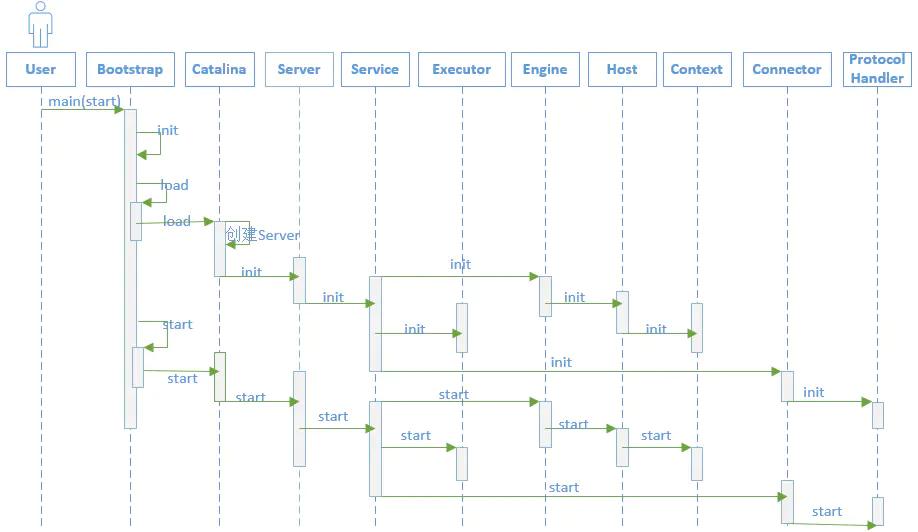 User
Bootstrap
Catalina
Server
Service
Executor
Engine
Host
Context
Connector
Protocol
Handler
main(start)
init
load
load
创建Server
init
init
init
init
init
init
init
init
start
start
start
start
start
start
start
start
start
start